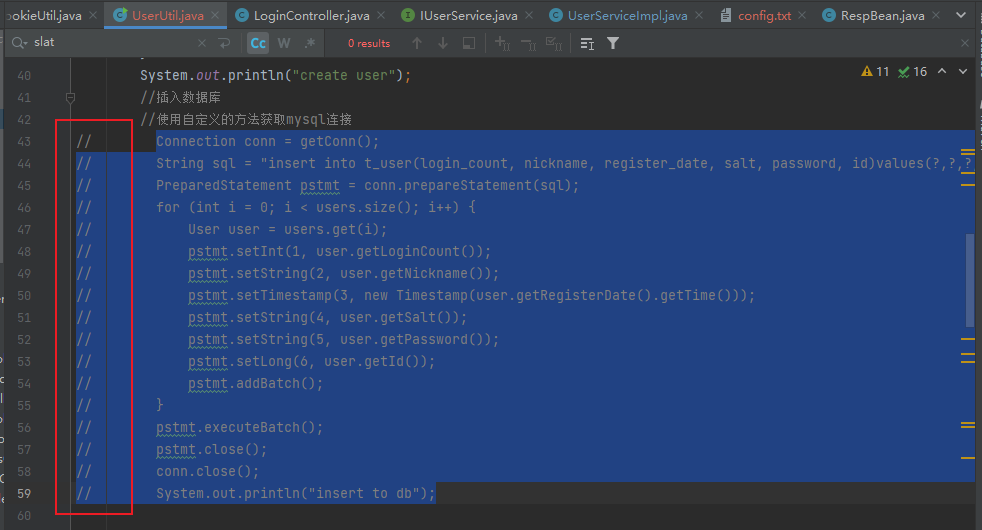 ookieUtil.java UserUtil.java LoginController.java IUserService.java UserServiceImpl.java config.txt RespBean.java
slat Cc W .* 0 results
40 System.out.println("create user"); 11 16
41 //插入数据库
42 //使用自定义的方法获取mysql连接
43 // Connection conn = getConn();
44 // String sql = "insert into t_user(login_count, nickname, register_date, salt, password, id)values(?,?,?
45 // PreparedStatement pstmt = conn.prepareStatement(sql);
46 // for (int i = 0; i < users.size(); i++) {
47 // User user = users.get(i);
48 // pstmt.setInt(1, user.getLoginCount());
49 // pstmt.setString(2, user.getNickname());
50 // pstmt.setTimestamp(3, new Timestamp(user.getRegisterDate().getTime()));
51 // pstmt.setString(4, user.getSalt());
52 // pstmt.setString(5, user.getPassword());
53 // pstmt.setLong(6, user.getId());
54 // pstmt.addBatch();
55 // }
56 // pstmt.executeBatch();
57 // pstmt.close();
58 // conn.close();
59 // System.out.println("insert to db");
60